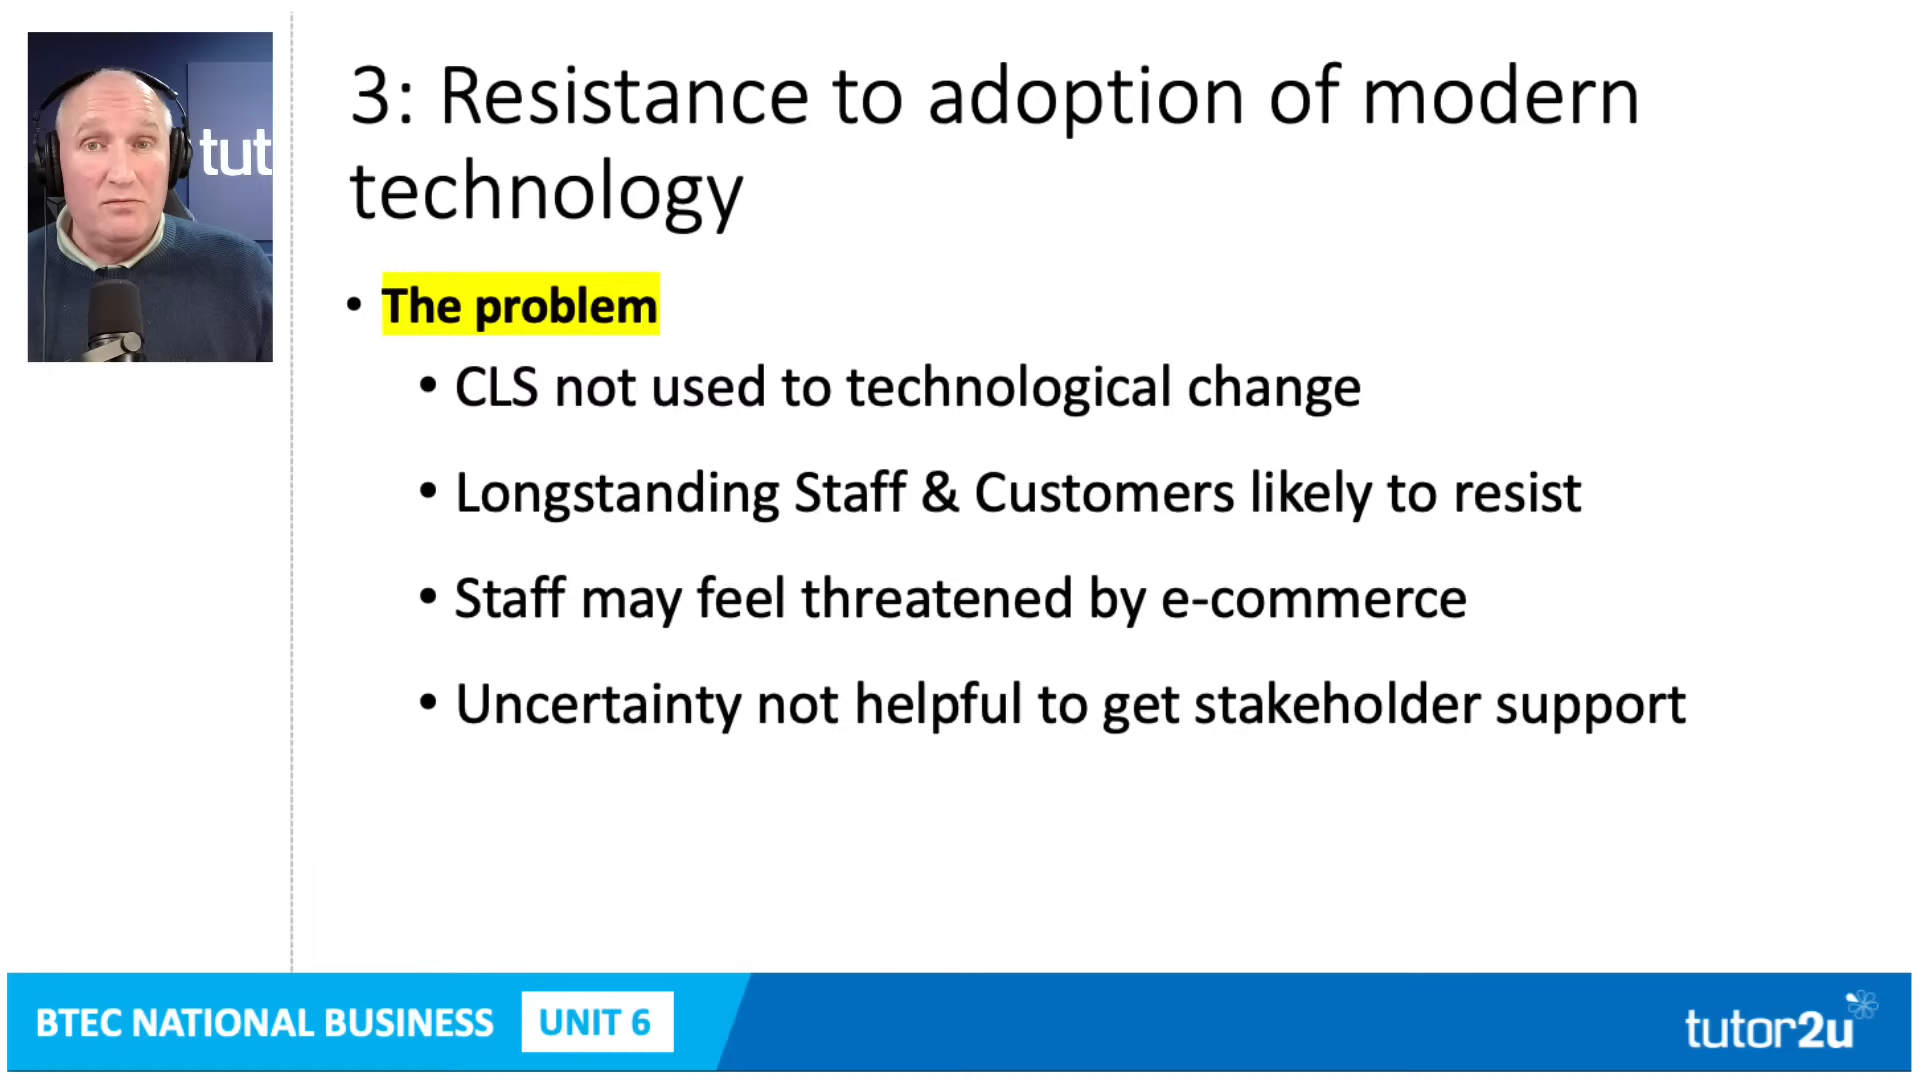 tut
3: Resistance to adoption of modern
technology
• The problem
• CLS not used to technological change
• Longstanding Staff & Customers likely to resist
• Staff may feel threatened by e-commerce
• Uncertainty not helpful to get stakeholder support
BTEC NATIONAL BUSINESS UNIT 6
tutor2u